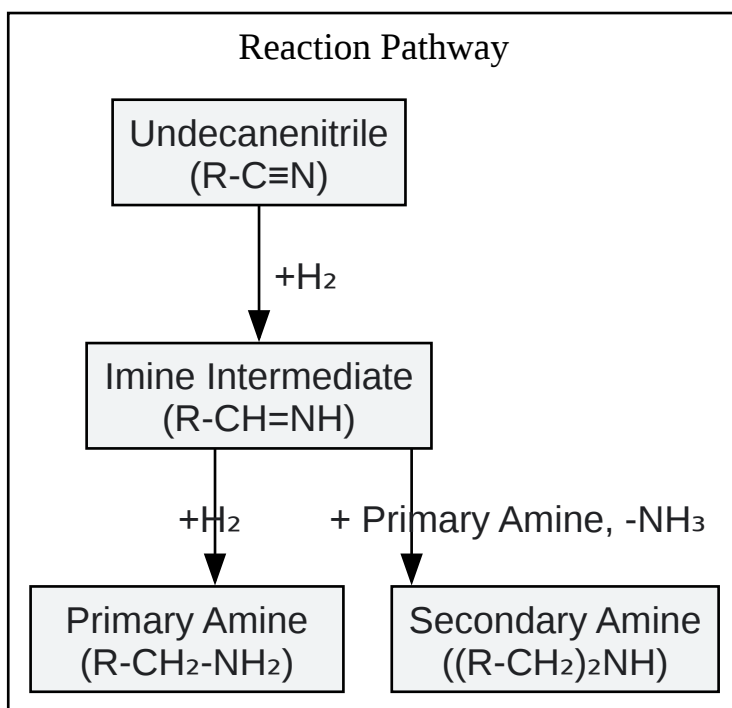 Reaction Pathway
Undecanenitrile
(R-C≡N)
+H₂
Imine Intermediate
(R-CH=NH)
+H₂
+ Primary Amine, -NH₃
Primary Amine
(R-CH₂-NH₂)
Secondary Amine
((R-CH₂)₂NH)